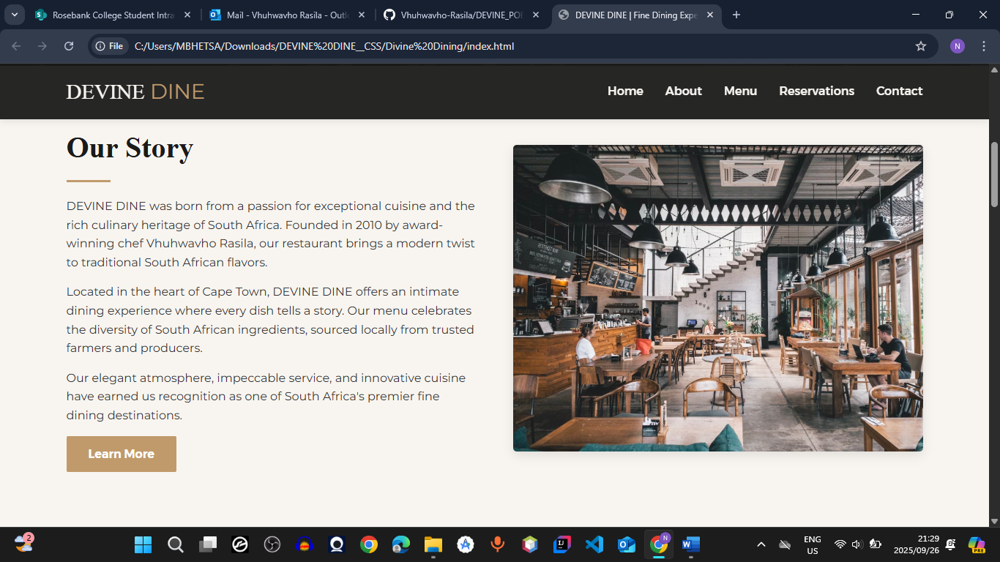 Rosebank College Student Intra
Mail - Vhuhwavho Rasila - Outl
Vhuhwavho-Rasila/DEVINE_POE
DEVINE DINE | Fine Dining Expe
File
C:/Users/MBHETSA/Downloads/DEVINE%20DINE__CSS/Divine%20Dining/index.html
N
DEVINE DINE
Home About Menu Reservations Contact
Our Story
DEVINE DINE was born from a passion for exceptional cuisine and the
rich culinary heritage of South Africa. Founded in 2010 by award-
winning chef Vhuhwavho Rasila, our restaurant brings a modern twist
to traditional South African flavors.
Located in the heart of Cape Town, DEVINE DINE offers an intimate
dining experience where every dish tells a story. Our menu celebrates
the diversity of South African ingredients, sourced locally from trusted
farmers and producers.
Our elegant atmosphere, impeccable service, and innovative cuisine
have earned us recognition as one of South Africa's premier fine
dining destinations.
Learn More
love
2
N
ENG
US
21:29
2025/09/26
PRE